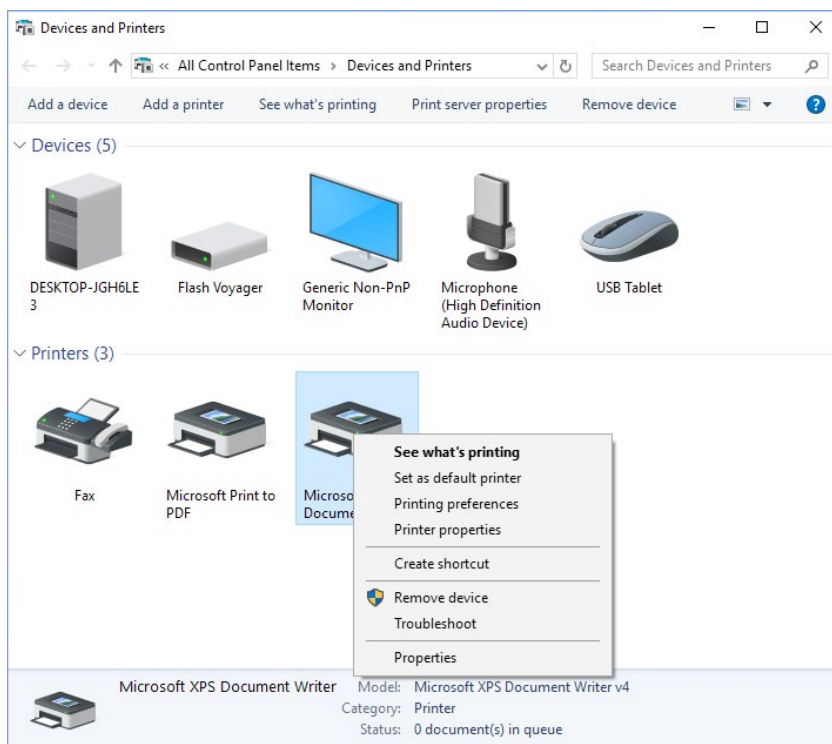 Devices and Printers
« All Control Panel Items › Devices and Printers
Search Devices and Printers
Add a device Add a printer See what's printing Print server properties Remove device
Devices (5)
DESKTOP-JGH6LE
3
Flash Voyager
Generic Non-PnP
Monitor
Microphone
(High Definition
Audio Device)
USB Tablet
Printers (3)
Fax
Microsoft Print to
PDF
Microso
Docume
See what's printing
Set as default printer
Printing preferences
Printer properties
Create shortcut
Remove device
Troubleshoot
Properties
Microsoft XPS Document Writer Model: Microsoft XPS Document Writer v4
Category: Printer
Status: 0 document(s) in queue